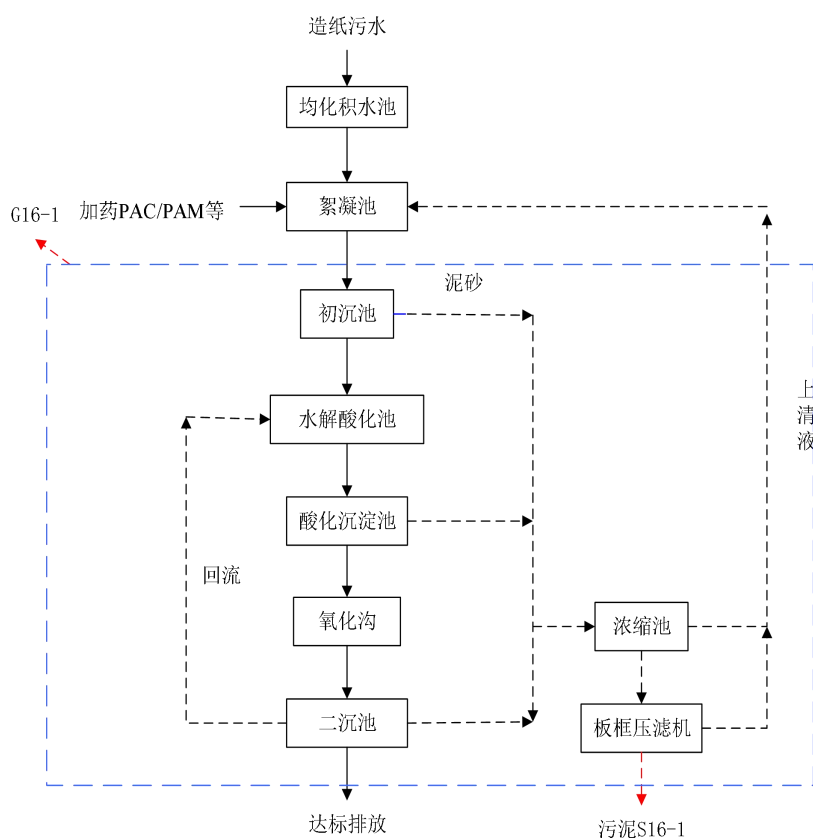 造纸污水
均化积水池
G16-1
加药PAC/PAM等
絮凝池
泥砂
初沉池
上清液
水解酸化池
酸化沉淀池
回流
氧化沟
浓缩池
二沉池
板框压滤机
达标排放
污泥S16-1